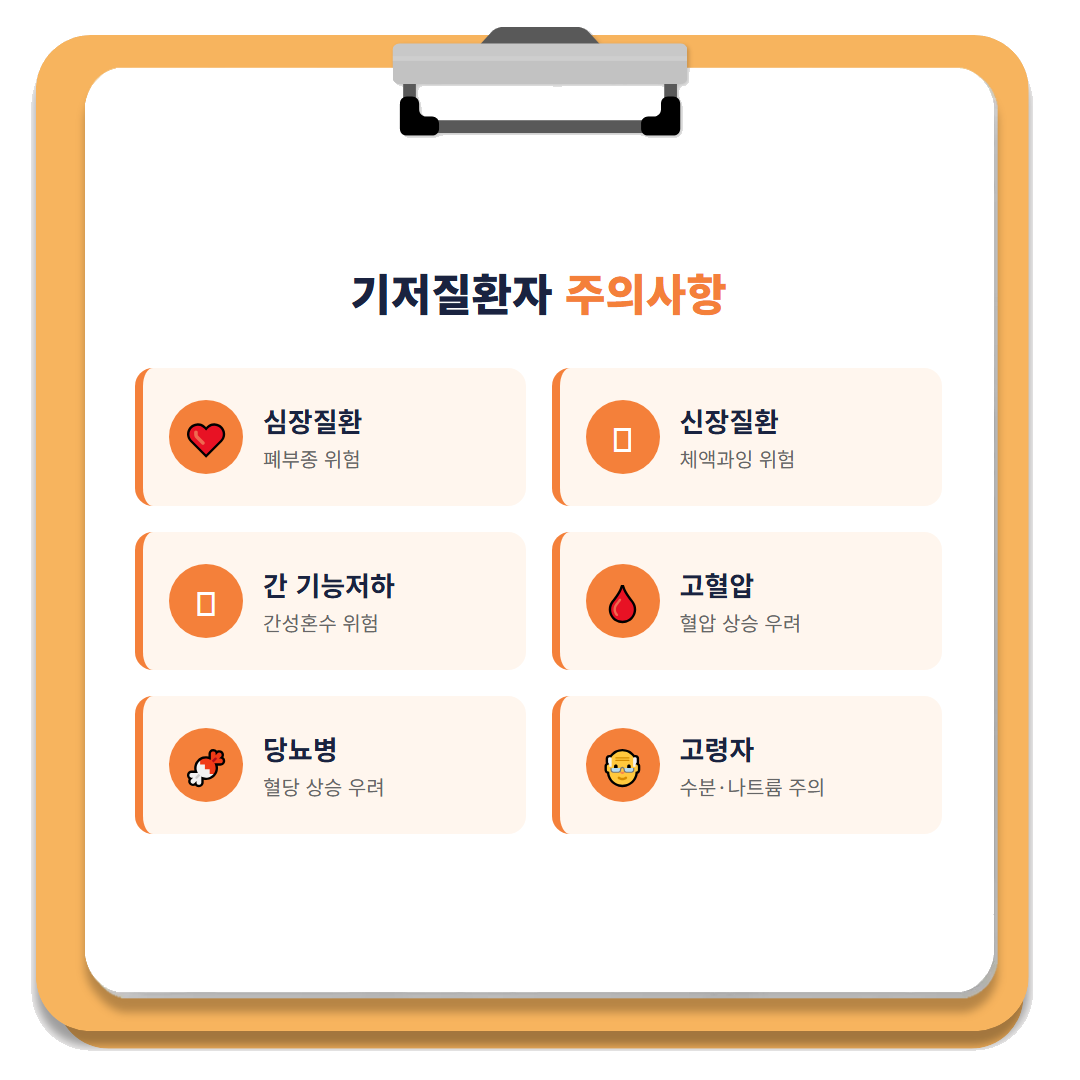 기저질환자 주의사항
심장질환
폐부종 위험
신장질환
체액과잉 위험
간 기능저하
간성혼수 위험
고혈압
혈압 상승 우려
당뇨병
혈당 상승 우려
고령자
수분·나트륨 주의